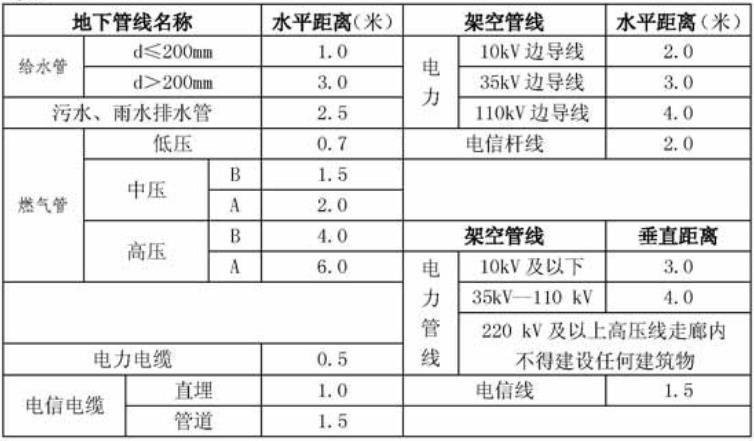 地下管线名称 水平距离(米) 架空管线 水平距离(米)
给水管 d≤200mm 1.0 电力 10kV 边导线 2.0
d>200mm 3.0 35kV 边导线 3.0
污水、雨水排水管 2.5 110kV 边导线 4.0
燃气管 低压 0.7 电信杆线 2.0
中压 B 1.5
A 2.0
高压 B 4.0 架空管线 垂直距离
A 6.0 电力管线 10kV 及以下 3.0
35kV—110 kV 4.0
220 kV 及以上高压线走廊内
电力电缆 0.5 不得建设任何建筑物
电信电缆 直埋 1.0 电信线 1.5
管道 1.5